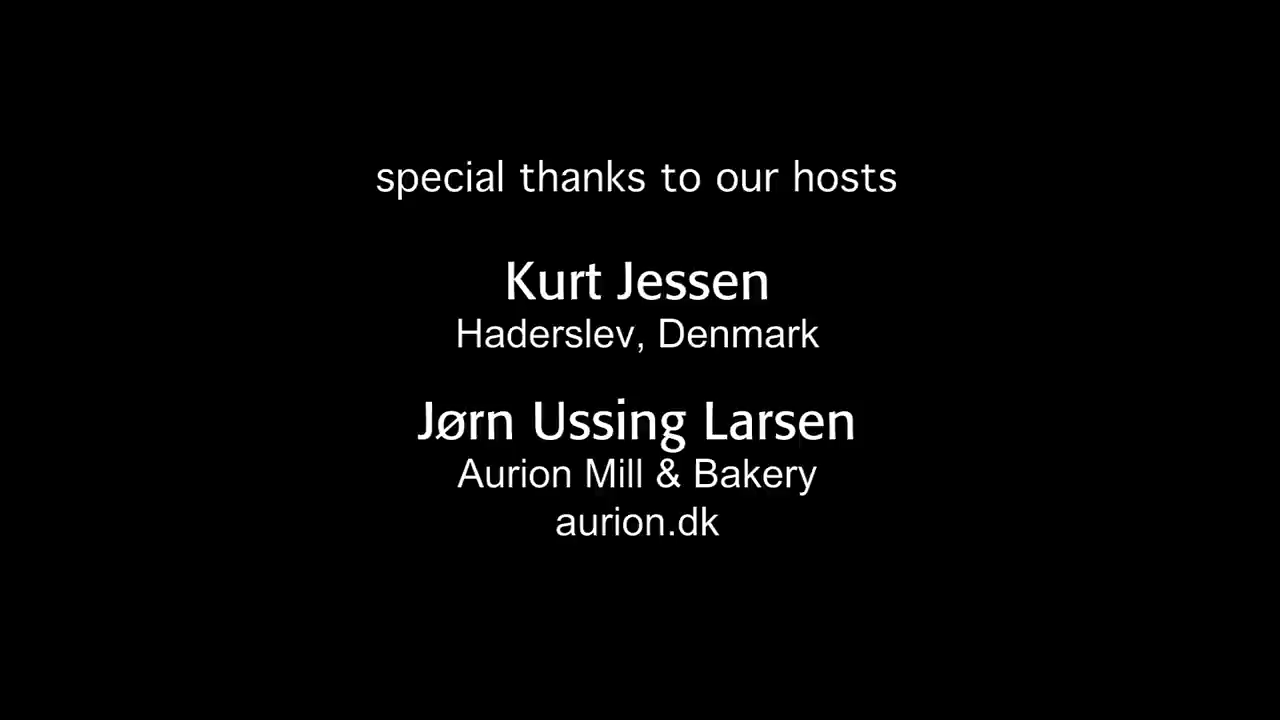 special thanks to our hosts
Kurt Jessen
Haderslev, Denmark
Jørn Ussing Larsen
Aurion Mill & Bakery
aurion.dk